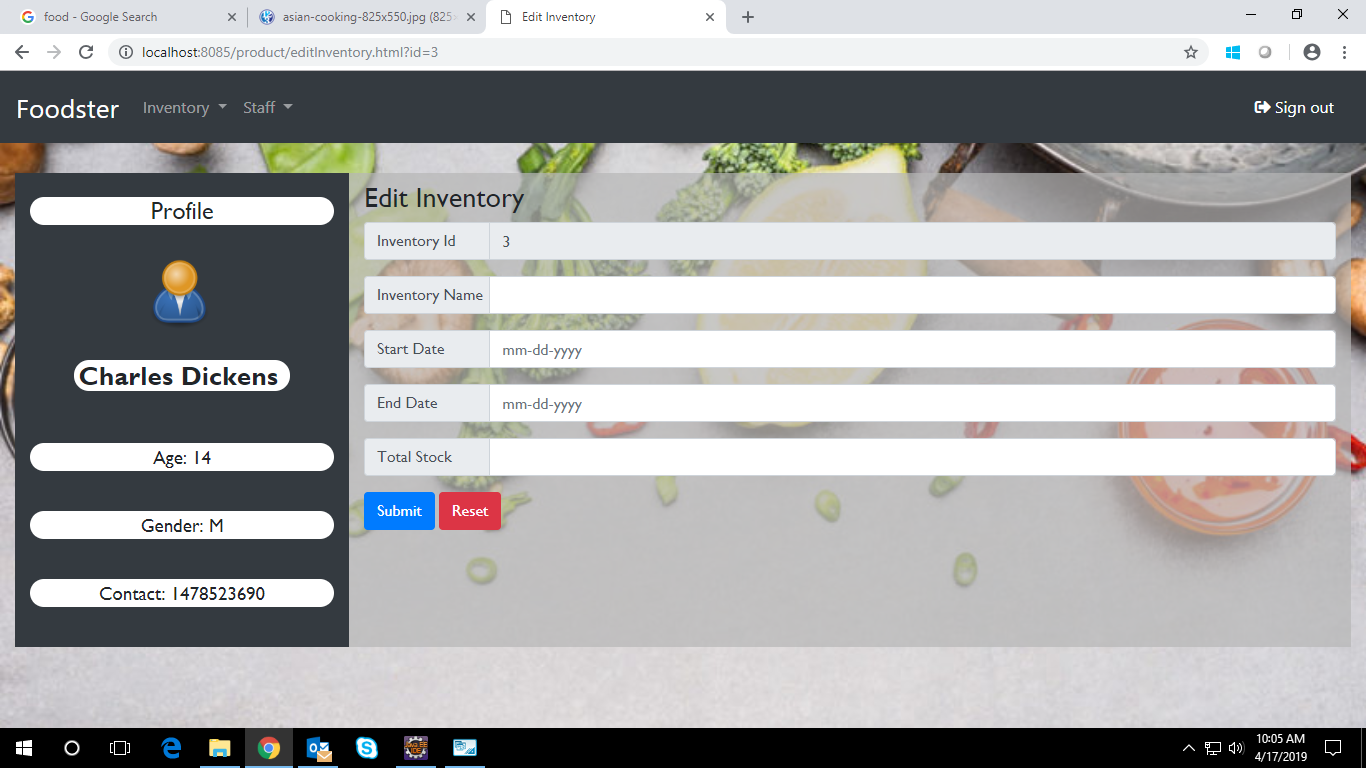 food - Google Search
asian-cooking-825x550.jpg (825
Edit Inventory
localhost:8085/product/editInventory.html?id=3
Foodster
Inventory
Staff
Sign out
Profile
Charles Dickens
Age: 14
Gender: M
Contact: 1478523690
Edit Inventory
Inventory Id
3
Inventory Name
Start Date
mm-dd-yyyy
End Date
mm-dd-yyyy
Total Stock
Submit
Reset
10:05 AM
4/17/2019